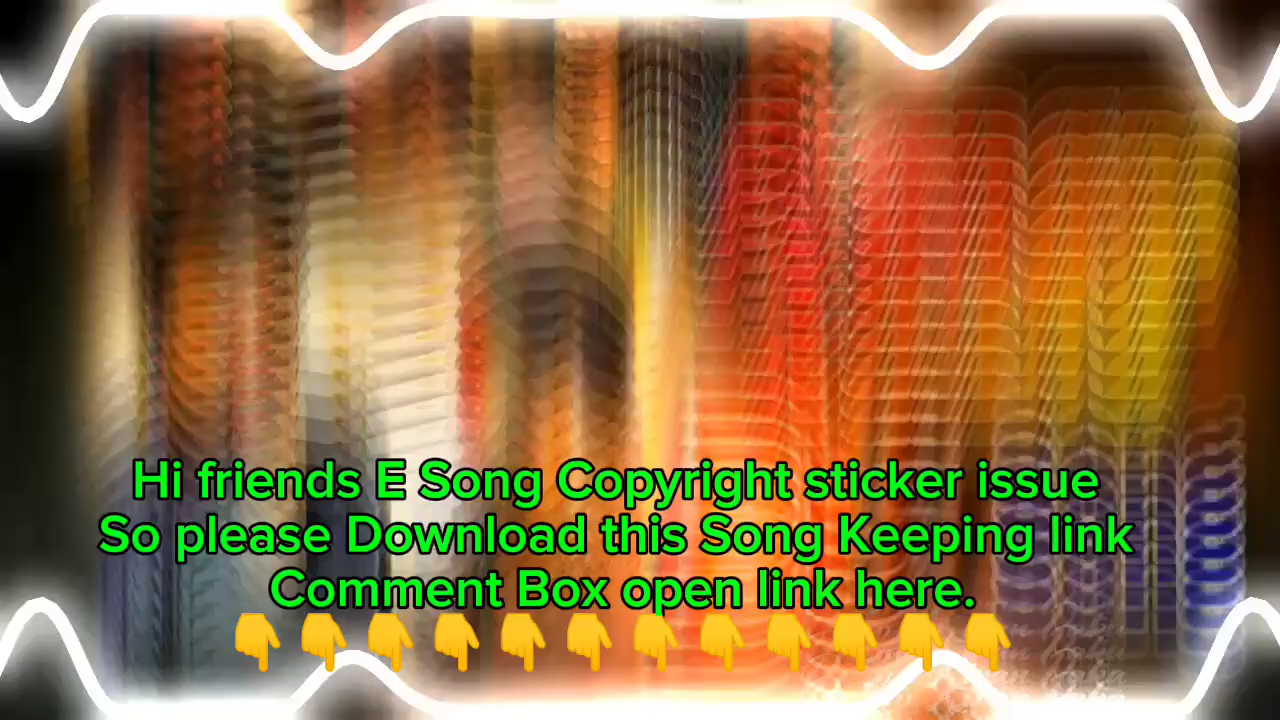 Hi friends E Song Copyright sticker issue
So please Download this Song Keeping link
Comment Box open link here.
👇👇👇👇👇👇👇👇👇👇👇👇